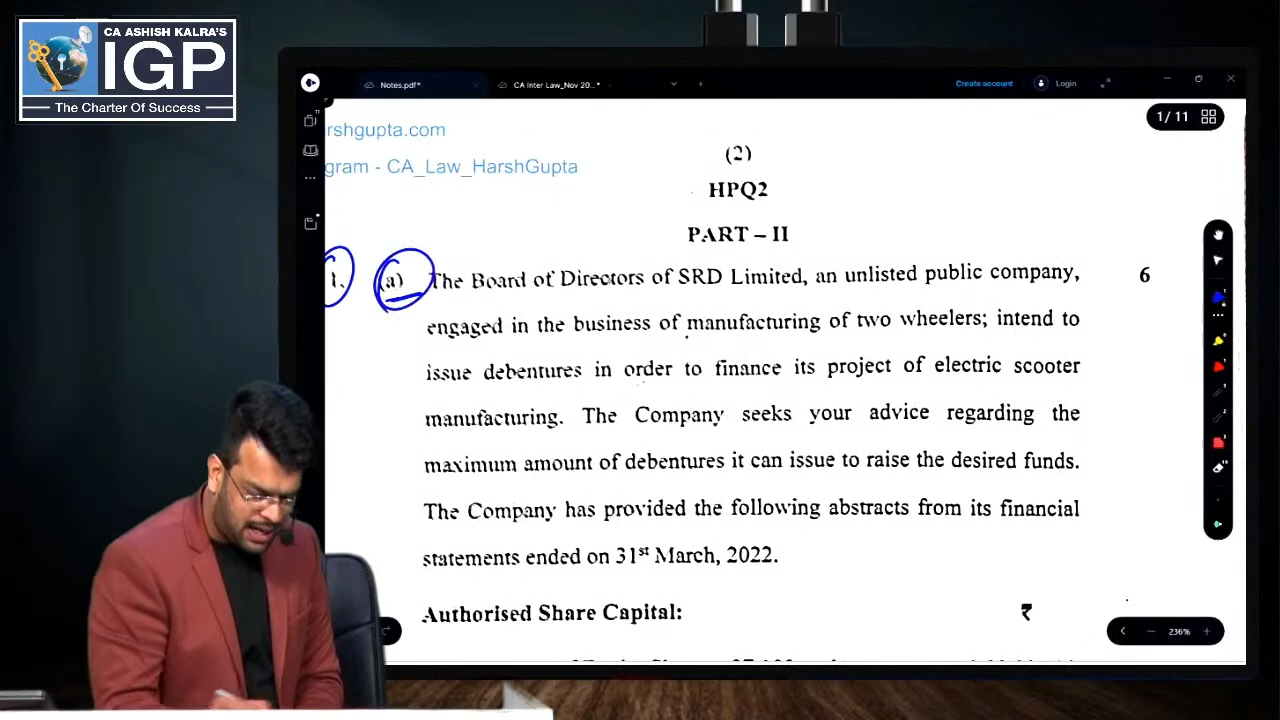 CA ASHISH KALRA'S
IGP
The Charter Of Success
Notes.pdf*
CA Inter Law_Nov 20...*
Create account
Login
rshgupta.com
gram - CA_Law_HarshGupta
1 / 11
(2)
HPQ2
PART – II
1. (a) The Board of Directors of SRD Limited, an unlisted public company, 6
engaged in the business of manufacturing of two wheelers; intend to
issue debentures in order to finance its project of electric scooter
manufacturing. The Company seeks your advice regarding the
maximum amount of debentures it can issue to raise the desired funds.
The Company has provided the following abstracts from its financial
statements ended on 31st March, 2022.
Authorised Share Capital: ₹
236%